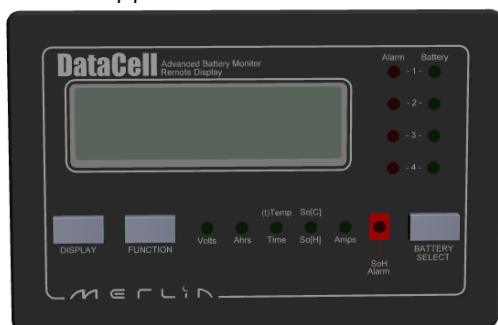 DataCell Advanced Battery Monitor
Remote Display
Alarm Battery
- 1 -
- 2 -
- 3 -
- 4 -
(t)Temp So[C]
Volts Ahrs Time So[H] Amps
DISPLAY FUNCTION
SoH
Alarm
BATTERY
SELECT
merlin